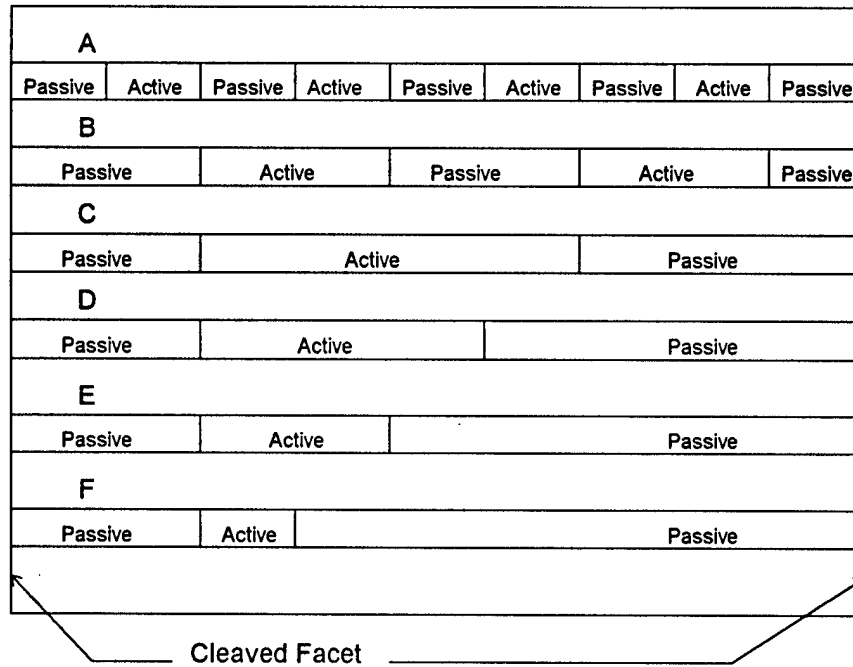 A
Passive Active Passive Active Passive Active Passive Active Passive
B
Passive Active Passive Active Passive
C
Passive Active Passive
D
Passive Active Passive
E
Passive Active Passive
F
Passive Active Passive
Cleaved Facet